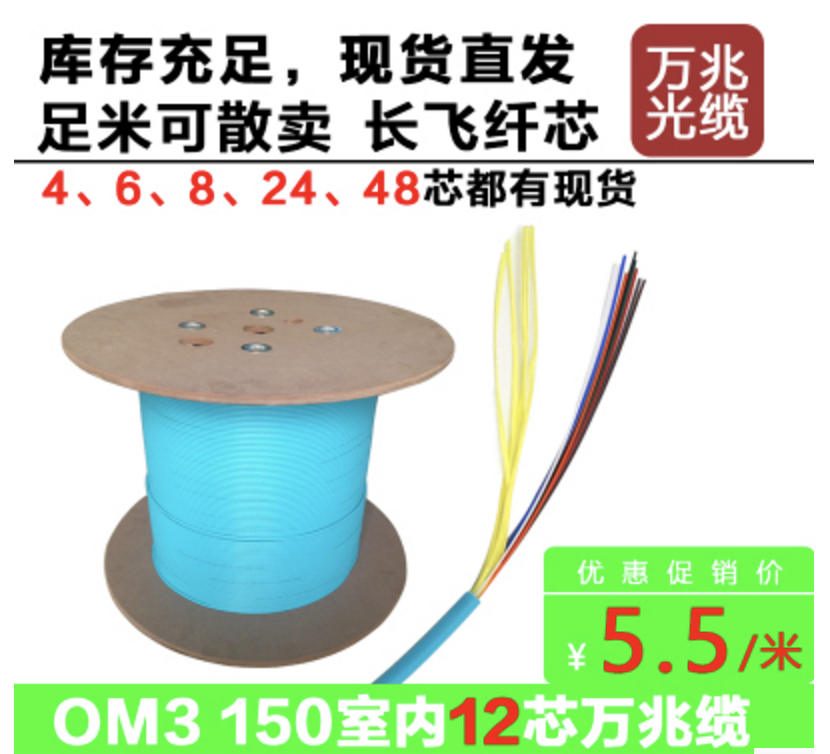 库存充足，现货直发
足米可散卖 长飞纤芯
万兆
光缆
4、6、8、24、48芯都有现货
优惠促销价
¥5.5/米
OM3 150室内12芯万兆缆